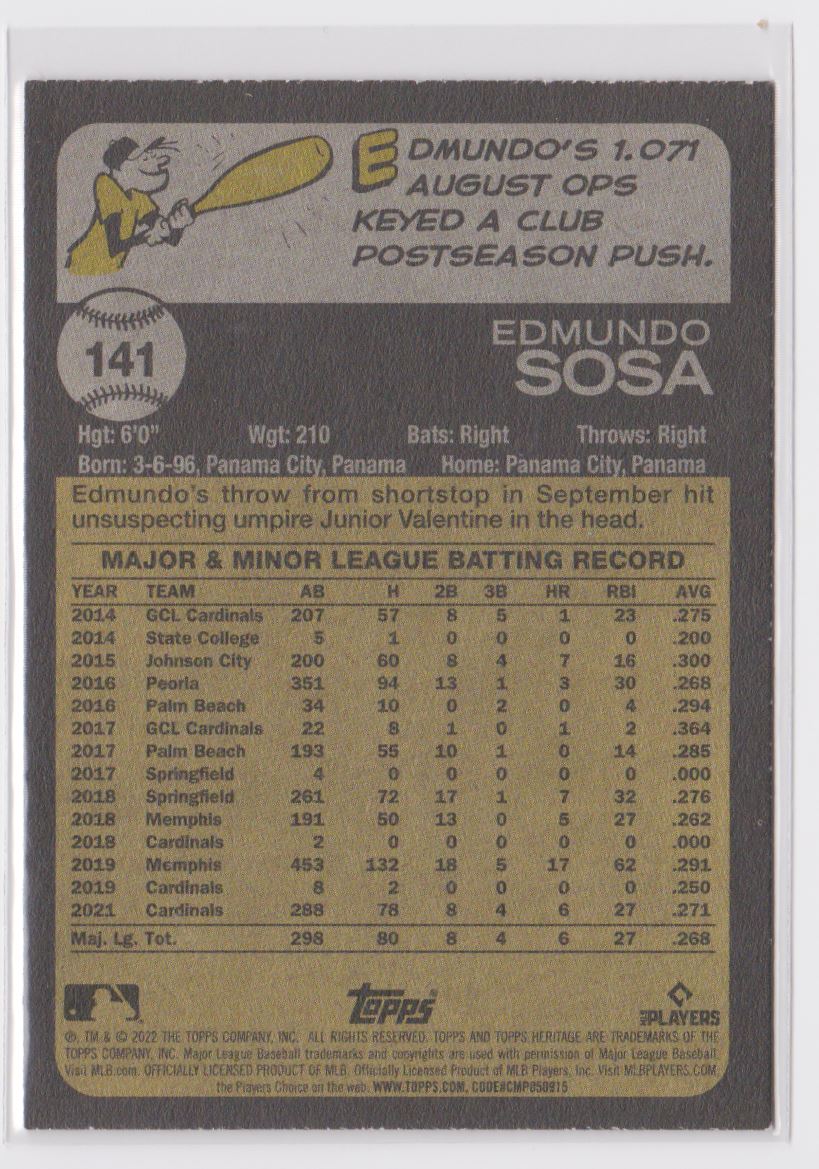 EDMUNDO'S 1.071
AUGUST OPS
KEYED A CLUB
POSTSEASON PUSH.
141
EDMUNDO
SOSA
Hgt: 6'0" Wgt: 210 Bats: Right Throws: Right
Born: 3-6-96, Panama City, Panama Home: Panama City, Panama
Edmundo's throw from shortstop in September hit
unsuspecting umpire Junior Valentine in the head.
MAJOR & MINOR LEAGUE BATTING RECORD
YEAR TEAM AB H 2B 3B HR RBI AVG
2014 GCL Cardinals 207 57 8 5 1 23 .275
2014 State College 5 1 0 0 0 0 .200
2015 Johnson City 200 60 8 4 7 16 .300
2016 Peoria 351 94 13 1 3 30 .268
2016 Palm Beach 34 10 0 2 0 4 .294
2017 GCL Cardinals 22 8 1 0 1 2 .364
2017 Palm Beach 193 55 10 1 0 14 .285
2017 Springfield 4 0 0 0 0 0 .000
2018 Springfield 261 72 17 1 7 32 .276
2018 Memphis 191 50 13 0 5 27 .262
2018 Cardinals 2 0 0 0 0 0 .000
2019 Memphis 453 132 18 5 17 62 .291
2019 Cardinals 8 2 0 0 0 0 .250
2021 Cardinals 288 78 8 4 6 27 .271
Maj. Lg. Tot. 298 80 8 4 6 27 .268
topps
MLB PLAYERS
®, TM & © 2022 THE TOPPS COMPANY, INC. ALL RIGHTS RESERVED. TOPPS AND TOPPS HERITAGE ARE TRADEMARKS OF THE
TOPPS COMPANY, INC. Major League Baseball trademarks and copyrights are used with permission of Major League Baseball.
Visit MLB.com. OFFICIALLY LICENSED PRODUCT OF MLB Players, Inc. Visit MLBPLAYERS.COM,
the Players Choice on the web. WWW.TOPPS.COM. CODE#CMP050915